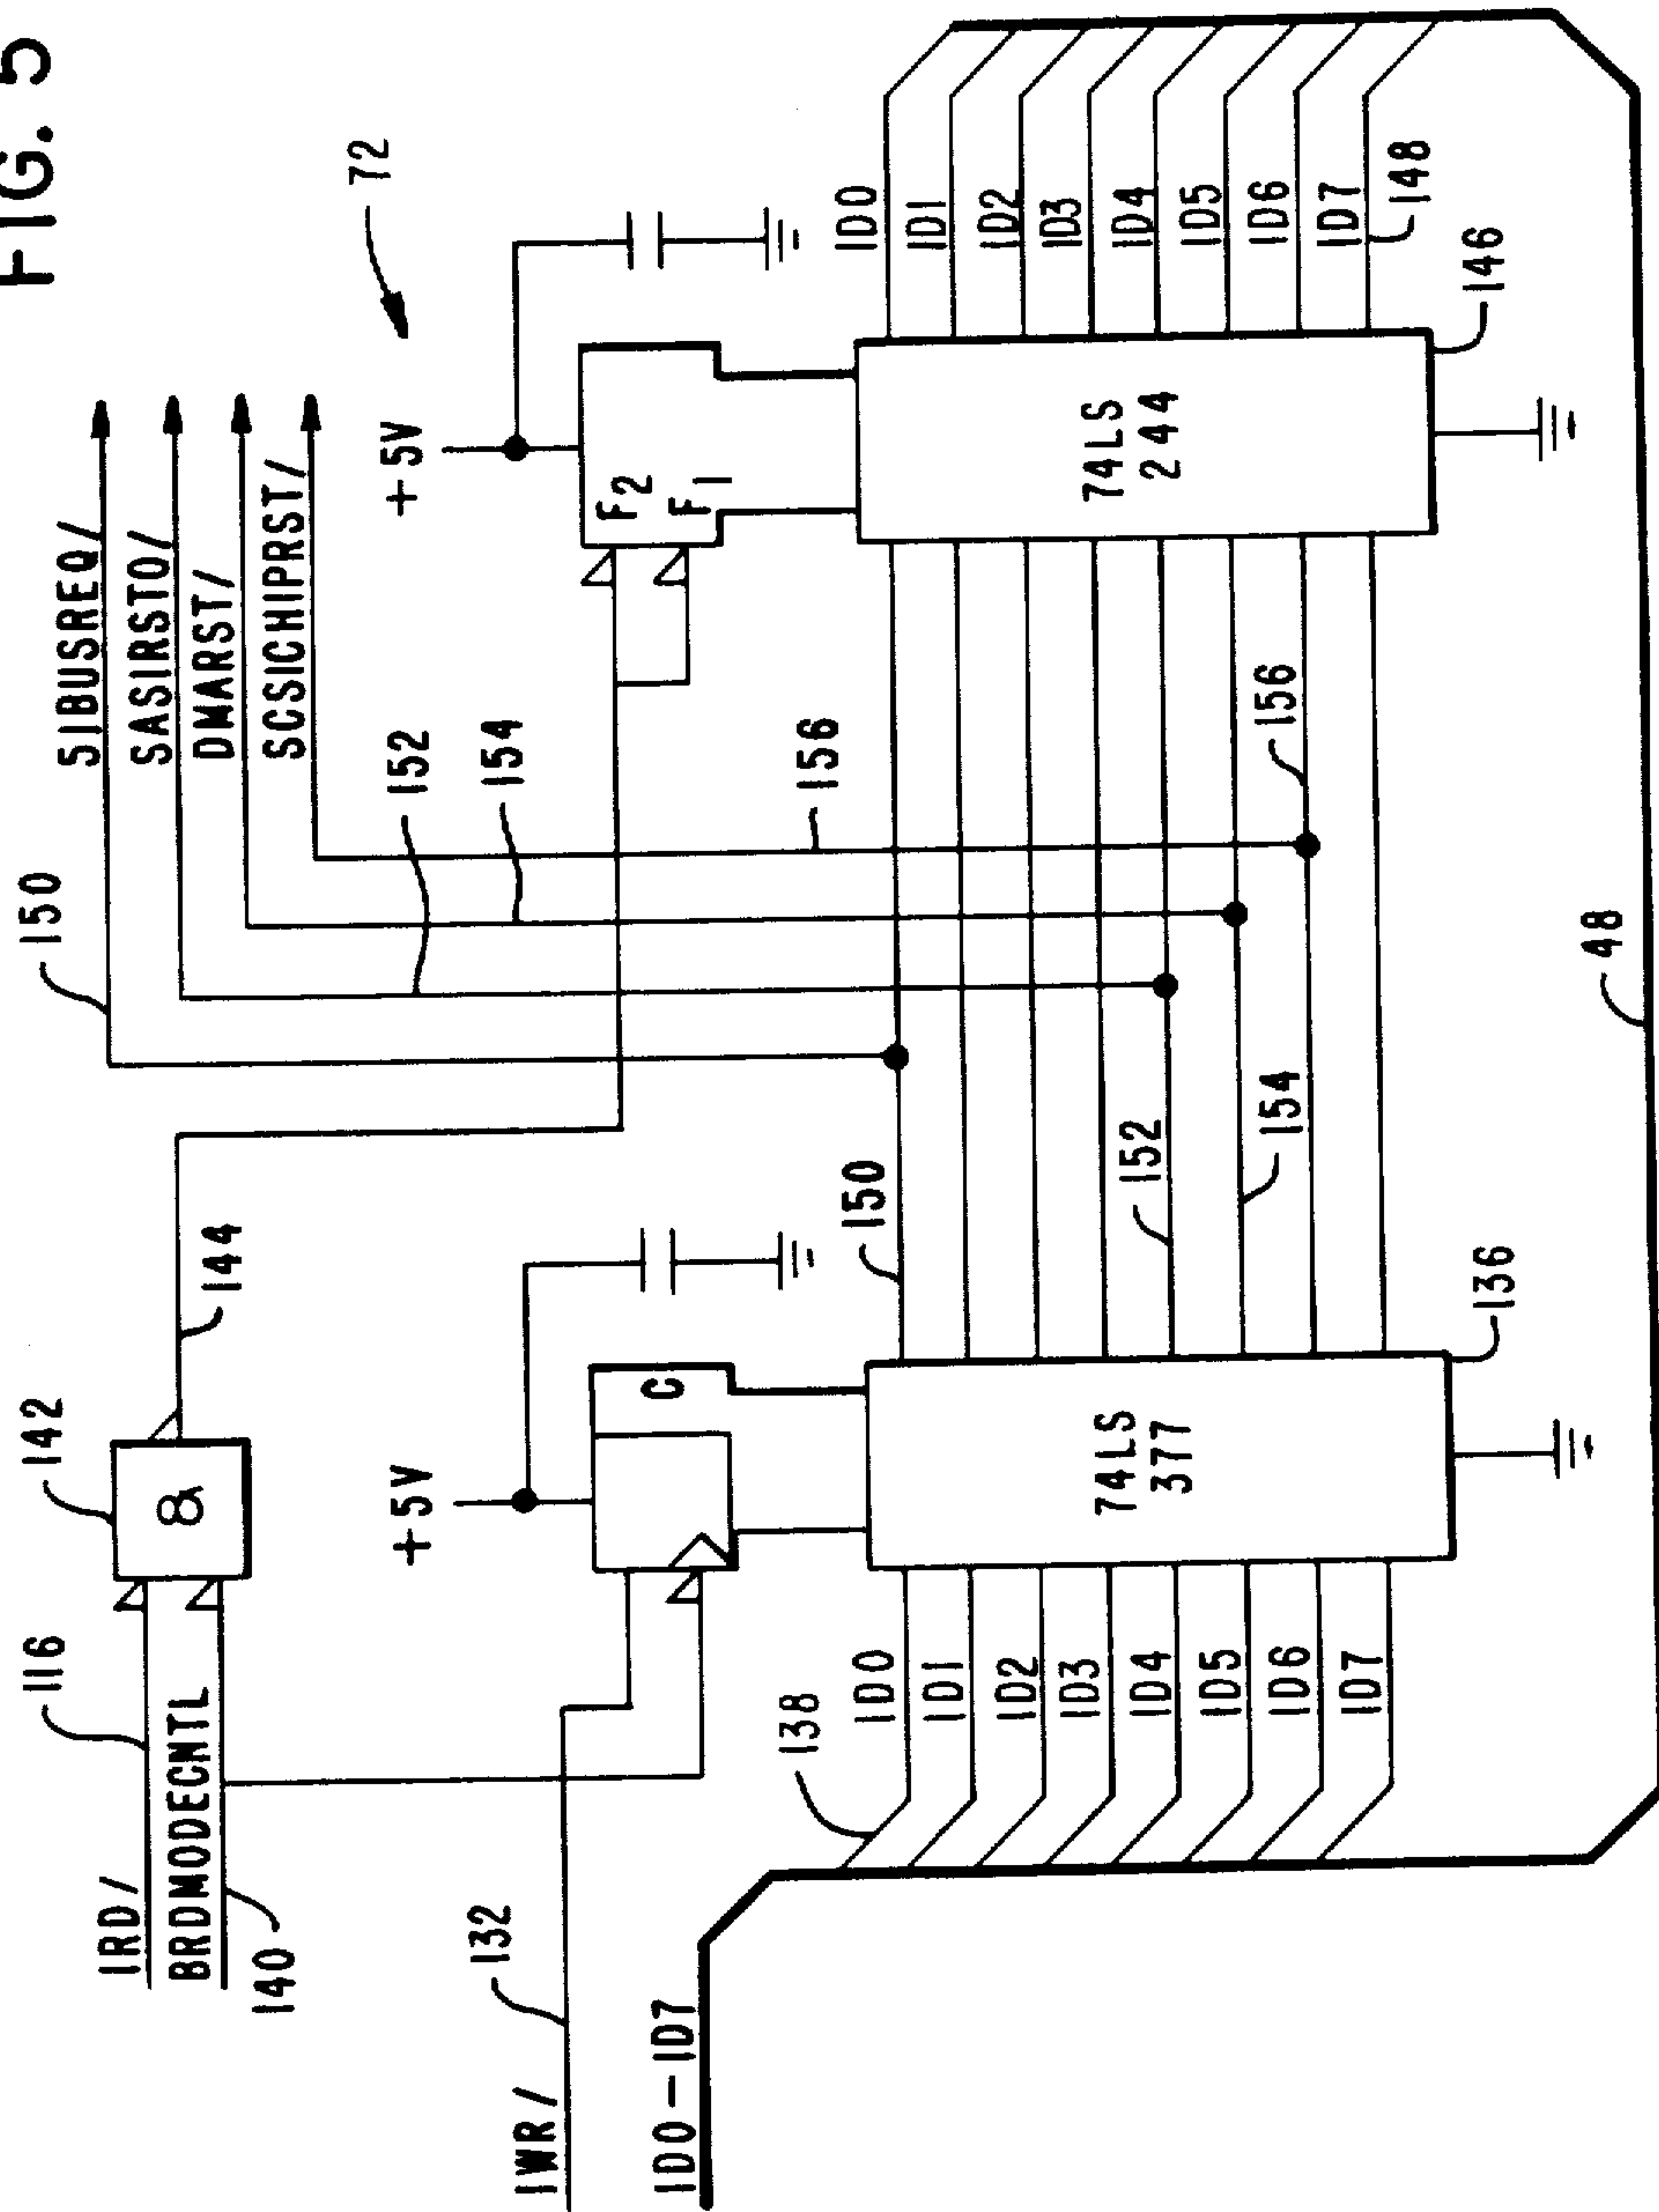 FIG. 5
72
150
5IBUSREQ/
SASIRSTO/
DMARST/
SCSICHIPRST/
152
154
156
142
116
144
IRD/
BRDMODECNTL
140
&
+5V
+5V
F2
F1
C
132
IWR/
ID0-ID7
138
ID0
ID1
ID2
ID3
ID4
ID5
ID6
ID7
74LS
377
136
150
152
154
156
74LS
244
146
ID0
ID1
ID2
ID3
ID4
ID5
ID6
ID7
148
48